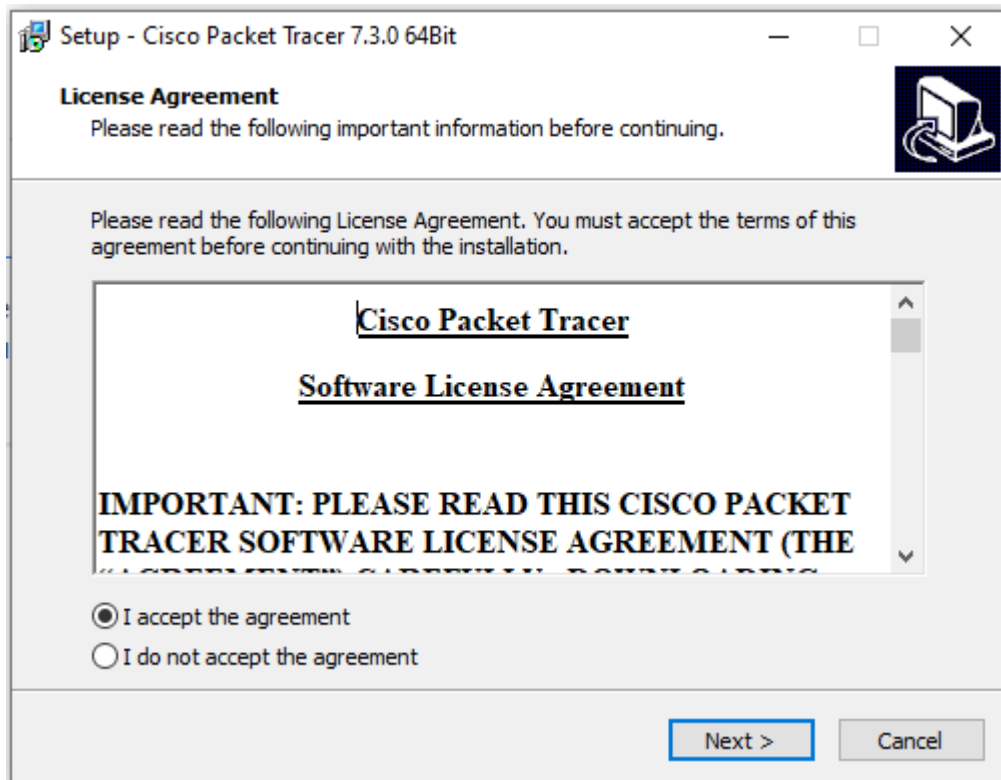 Setup - Cisco Packet Tracer 7.3.0 64Bit
License Agreement
Please read the following important information before continuing.
Please read the following License Agreement. You must accept the terms of this
agreement before continuing with the installation.
Cisco Packet Tracer
Software License Agreement
IMPORTANT: PLEASE READ THIS CISCO PACKET
TRACER SOFTWARE LICENSE AGREEMENT (THE
“AGREEMENT”) CAREFULLY. DOWNLOADING
I accept the agreement
I do not accept the agreement
Next >
Cancel